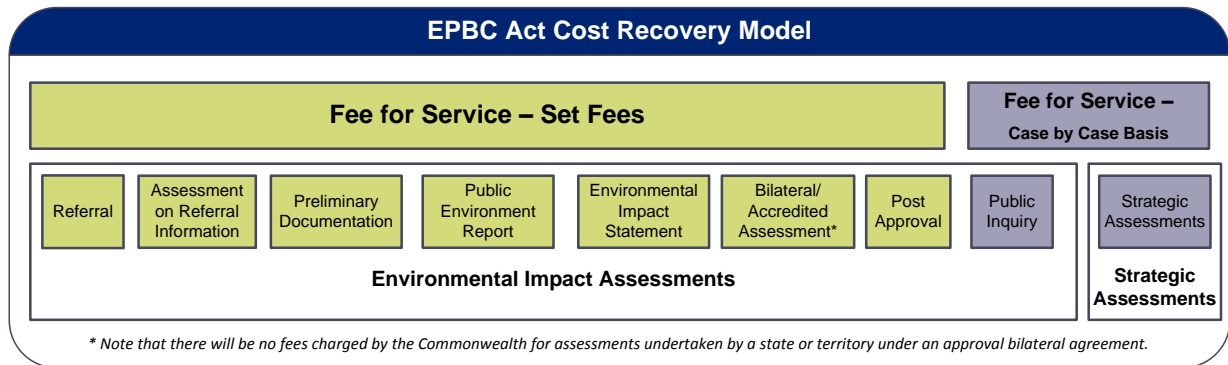 EPBC Act Cost Recovery Model
Fee for Service – Set Fees
Fee for Service –
Case by Case Basis
Referral
Assessment
on Referral
Information
Preliminary
Documentation
Public
Environment
Report
Environmental
Impact
Statement
Bilateral/
Accredited
Assessment*
Post
Approval
Public
Inquiry
Strategic
Assessments
Environmental Impact Assessments
Strategic
Assessments
* Note that there will be no fees charged by the Commonwealth for assessments undertaken by a state or territory under an approval bilateral agreement.